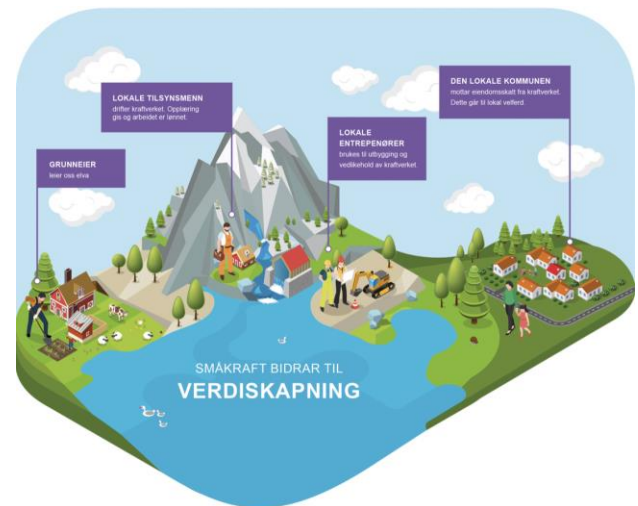 GRUNNEIER
leier oss elva
LOKALE TILSYNSMENN
drifter kraftverket. Opplæring
gis og arbeidet er lønnet.
LOKALE
ENTREPENØRER
brukes til utbygging og
vedlikehold av kraftverket.
DEN LOKALE KOMMUNEN
mottar eiendomsskatt fra kraftverket.
Dette går til lokal velferd.
SMÅKRAFT BIDRAR TIL
VERDISKAPNING